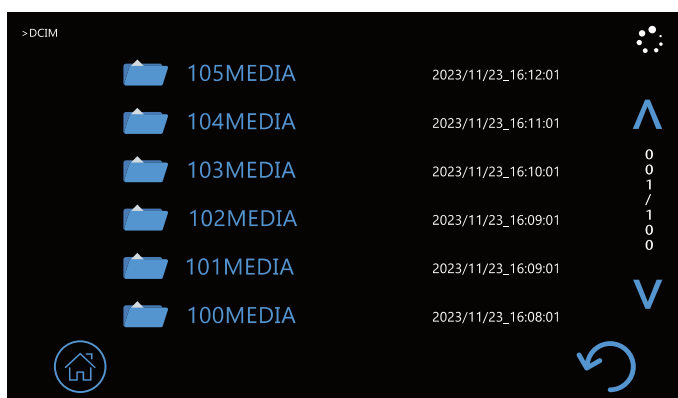 >DCIM
105MEDIA 2023/11/23_16:12:01
104MEDIA 2023/11/23_16:11:01
103MEDIA 2023/11/23_16:10:01
102MEDIA 2023/11/23_16:09:01
101MEDIA 2023/11/23_16:09:01
100MEDIA 2023/11/23_16:08:01
001/100